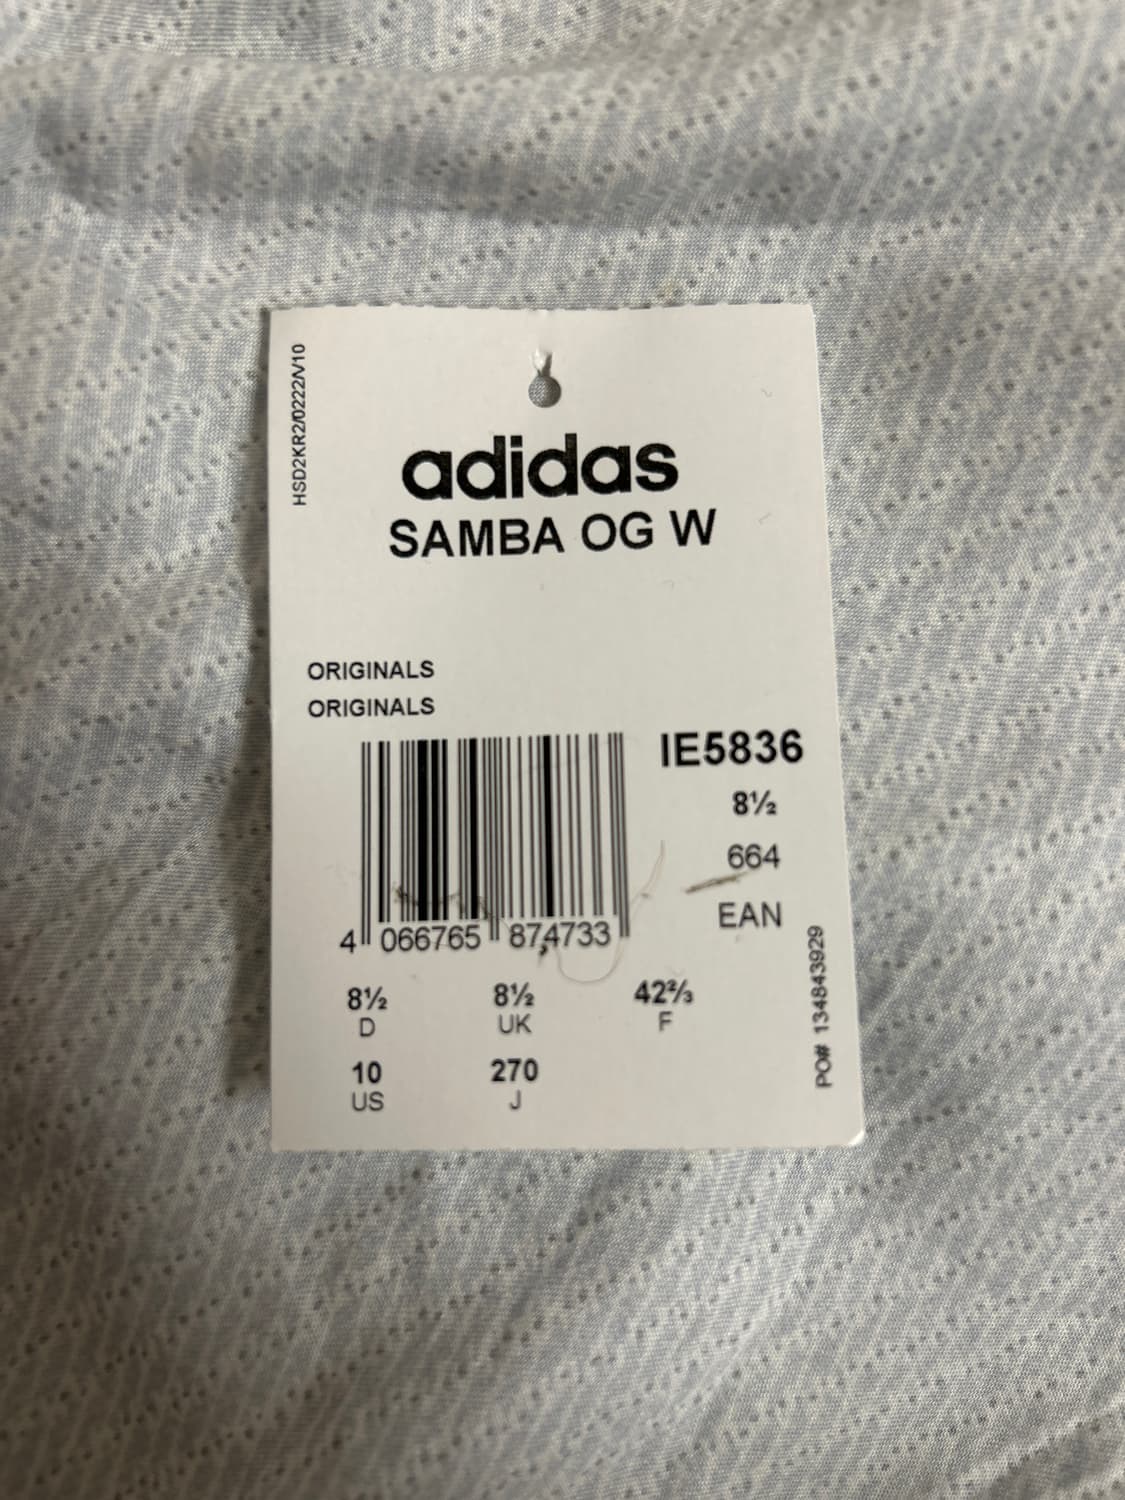 HSD2KR2/0222/V10
adidas
SAMBA OG W
ORIGINALS
ORIGINALS
IE5836
8½
664
EAN
4 066765 874733
8½ 8½ 42⅔
D UK F
10 270
US J
PO# 134843929